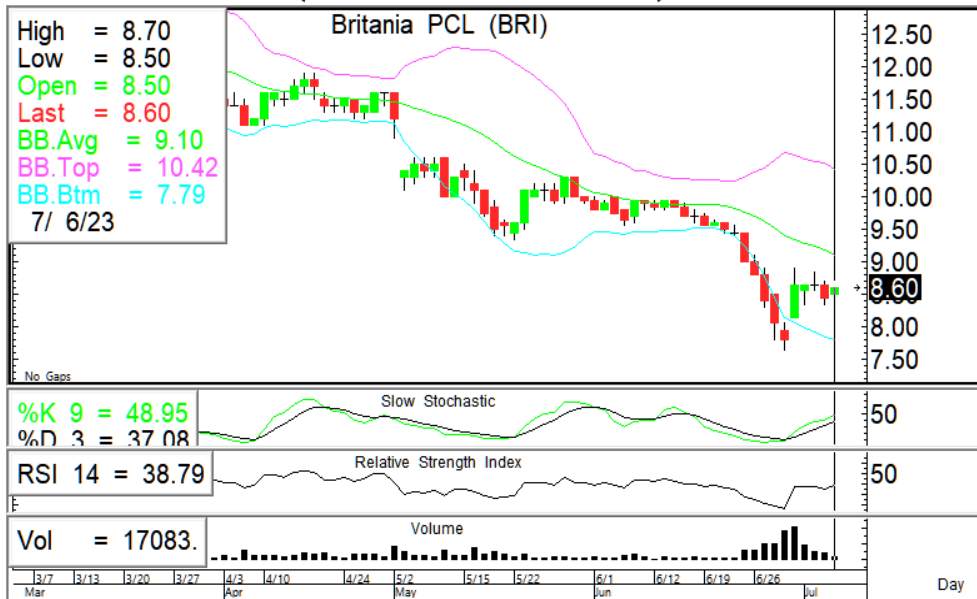 Britania PCL (BRI)
High = 8.70
Low = 8.50
Open = 8.50
Last = 8.60
BB.Avg = 9.10
BB.Top = 10.42
BB.Btm = 7.79
7/ 6/23
12.50
12.00
11.50
11.00
10.50
10.00
9.50
9.00
8.60
8.00
7.50
No Gaps
Slow Stochastic
%K 9 = 48.95
%D 3 = 37.08
50
Relative Strength Index
RSI 14 = 38.79
50
Volume
Vol = 17083.
3/7 3/13 3/20 3/27 4/3 4/10 4/24 5/2 5/15 5/22 6/1 6/12 6/19 6/26
Mar Apr May Jun Jul
Day